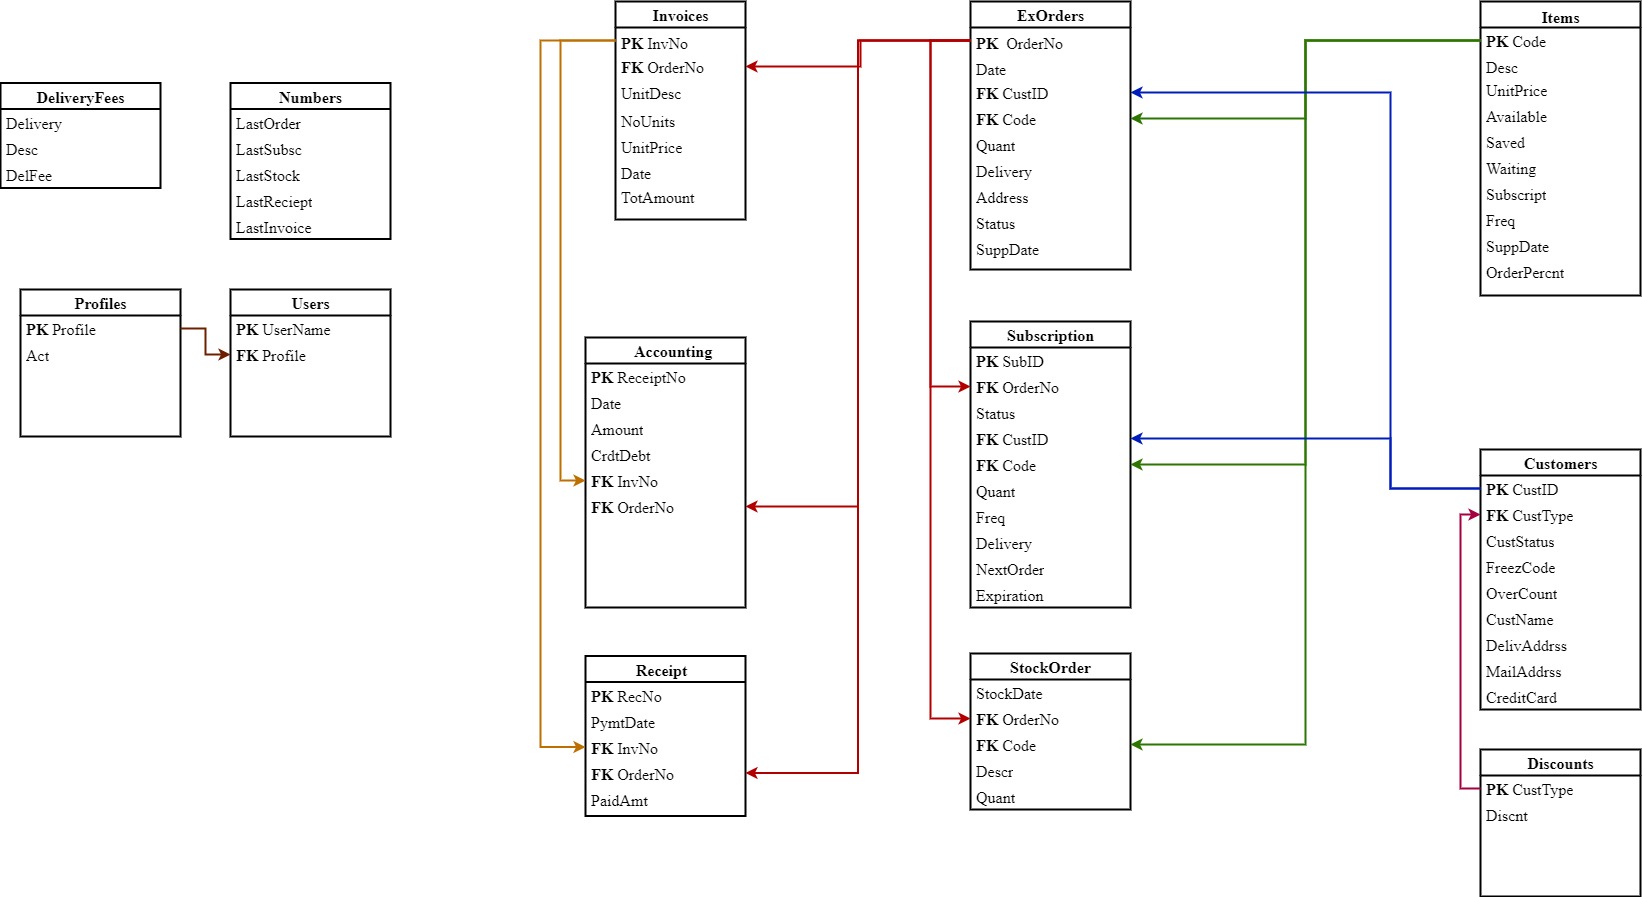 DeliveryFees
Delivery
Desc
DelFee
Numbers
LastOrder
LastSubsc
LastStock
LastReciept
LastInvoice
Profiles
PK Profile
Act
Users
PK UserName
FK Profile
Invoices
PK InvNo
FK OrderNo
UnitDesc
NoUnits
UnitPrice
Date
TotAmount
Accounting
PK ReceiptNo
Date
Amount
CrdtDebt
FK InvNo
FK OrderNo
Receipt
PK RecNo
PymtDate
FK InvNo
FK OrderNo
PaidAmt
ExOrders
PK OrderNo
Date
FK CustID
FK Code
Quant
Delivery
Address
Status
SuppDate
Subscription
PK SubID
FK OrderNo
Status
FK CustID
FK Code
Quant
Freq
Delivery
NextOrder
Expiration
StockOrder
StockDate
FK OrderNo
FK Code
Descr
Quant
Items
PK Code
Desc
UnitPrice
Available
Saved
Waiting
Subscript
Freq
SuppDate
OrderPercnt
Customers
PK CustID
FK CustType
CustStatus
FreezCode
OverCount
CustName
DelivAddrss
MailAddrss
CreditCard
Discounts
PK CustType
Discnt